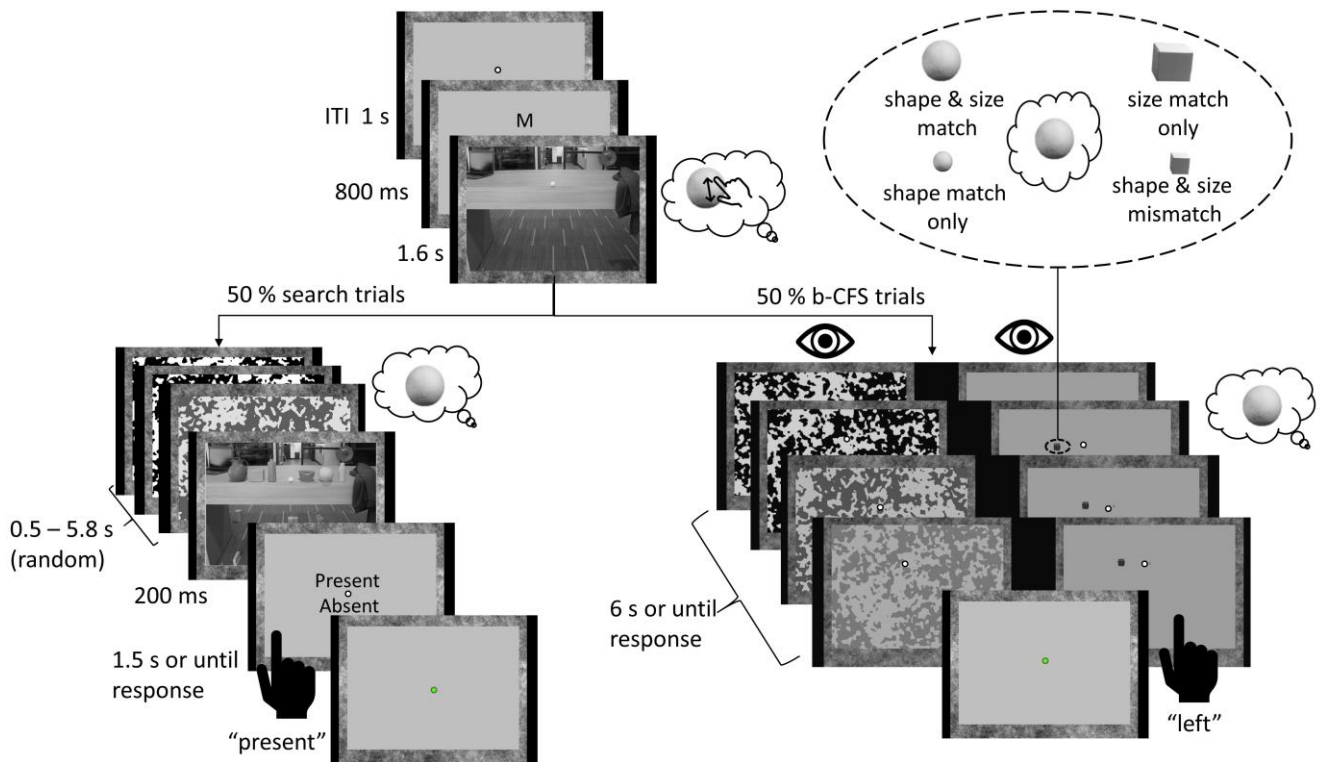 ITI 1 s
M
800 ms
1.6 s
shape & size
match
size match
only
shape match
only
shape & size
mismatch
50 % search trials
50 % b-CFS trials
0.5 – 5.8 s
(random)
200 ms
Present
Absent
1.5 s or until
response
“present”
6 s or until
response
“left”